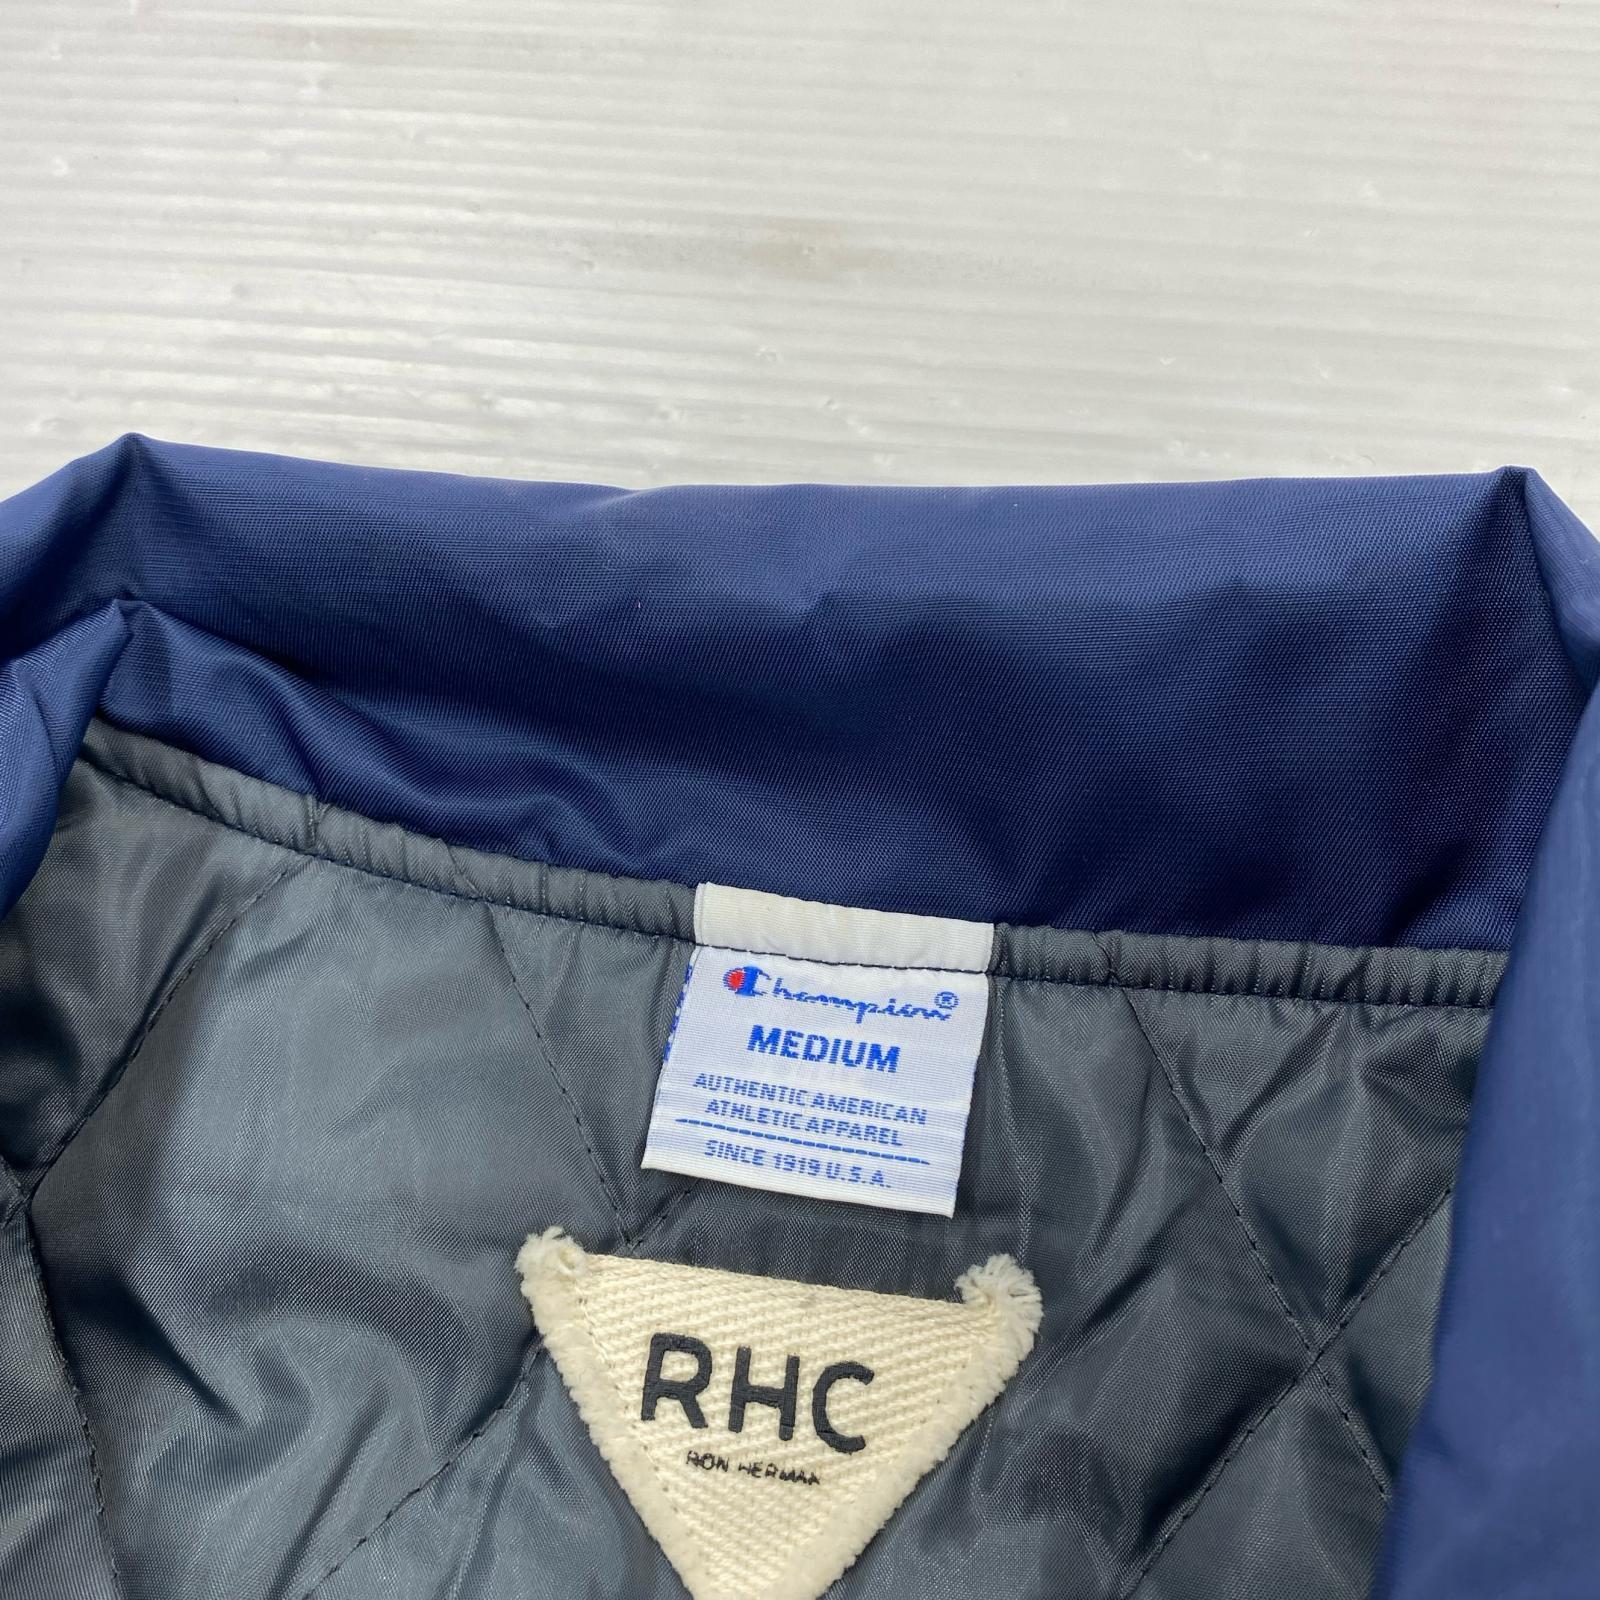 Champion®
MEDIUM
AUTHENTIC AMERICAN
ATHLETIC APPAREL
SINCE 1919 U.S.A.
RHC
RON HERMAN